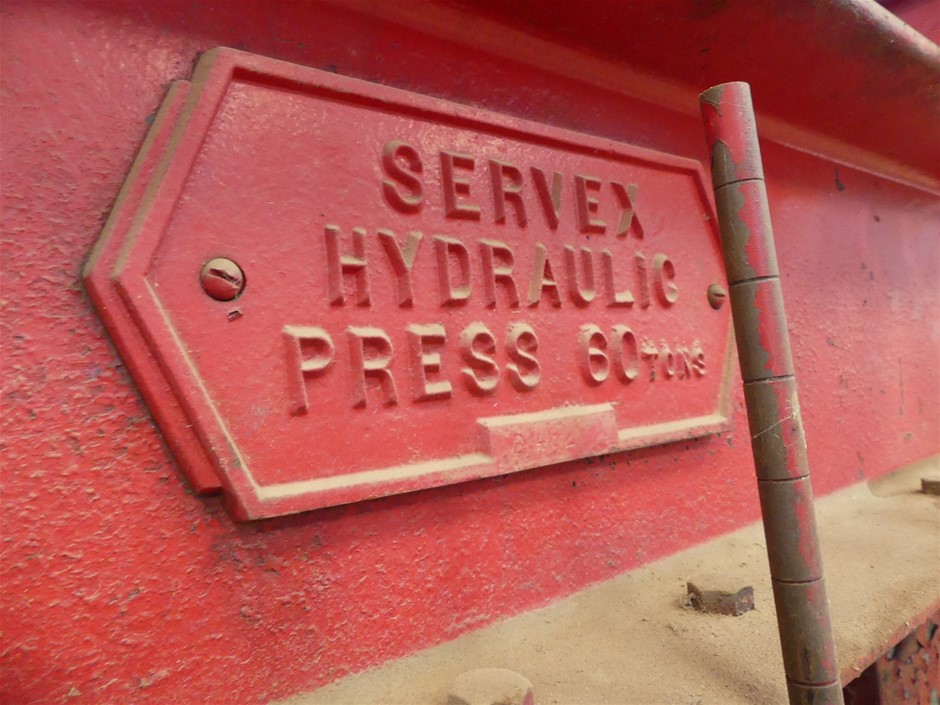 SERVEX
HYDRAULIC
PRESS 60 TONS